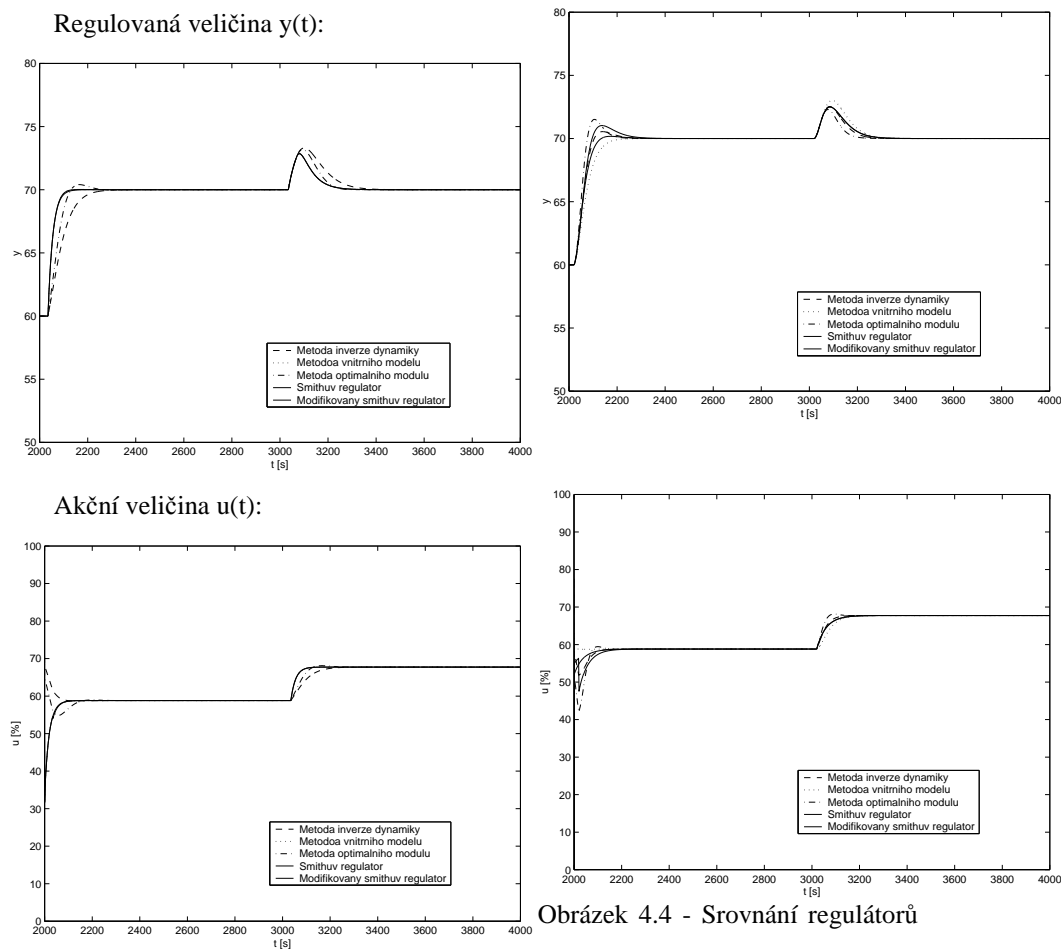 Regulovaná veličina y(t):
80
75
70
65
60
55
50
y
2000 2200 2400 2600 2800 3000 3200 3400 3600 3800 4000
t [s]
Metoda inverze dynamiky
Metodoa vnitrniho modelu
Metoda optimalniho modulu
Smithuv regulator
Modifikovany smithuv regulator
80
75
70
65
60
55
50
y
2000 2200 2400 2600 2800 3000 3200 3400 3600 3800 4000
t [s]
Metoda inverze dynamiky
Metodoa vnitrniho modelu
Metoda optimalniho modulu
Smithuv regulator
Modifikovany smithuv regulator
Akční veličina u(t):
100
90
80
70
60
50
40
30
20
10
0
u [%]
2000 2200 2400 2600 2800 3000 3200 3400 3600 3800 4000
t [s]
Metoda inverze dynamiky
Metodoa vnitrniho modelu
Metoda optimalniho modulu
Smithuv regulator
Modifikovany smithuv regulator
100
90
80
70
60
50
40
30
20
10
0
u [%]
2000 2200 2400 2600 2800 3000 3200 3400 3600 3800 4000
t [s]
Metoda inverze dynamiky
Metodoa vnitrniho modelu
Metoda optimalniho modulu
Smithuv regulator
Modifikovany smithuv regulator
Obrázek 4.4 - Srovnání regulátorů